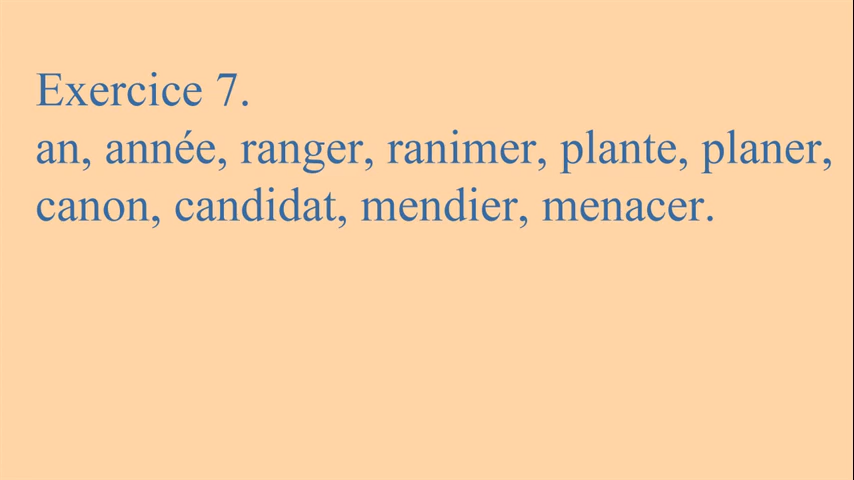 Exercice 7.
an, année, ranger, ranimer, plante, planer,
canon, candidat, mendier, menacer.